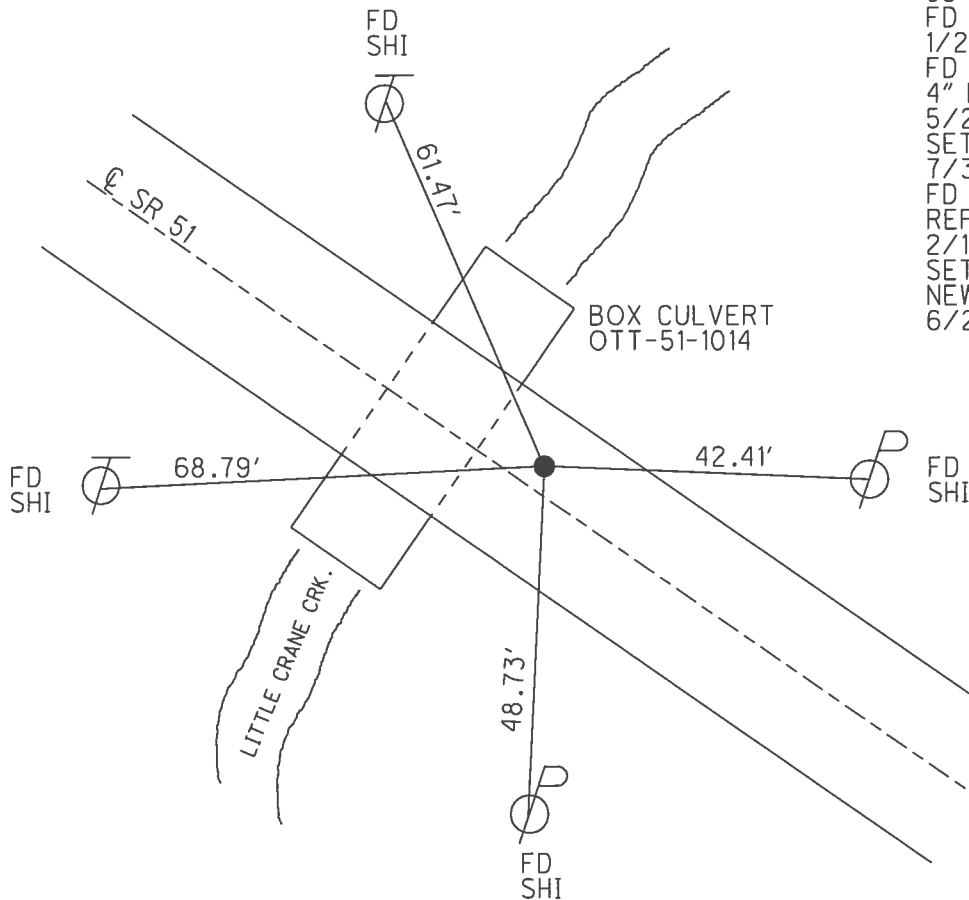 FD
SHI
FD
1/2
FD
4"
5/2
SET
7/3
FD
REF
2/1
SET
NEW
6/2
61.47'
℄ SR 51
BOX CULVERT
OTT-51-1014
FD
SHI
68.79'
42.41'
FD
SHI
LITTLE CRANE CRK.
48.73'
FD
SHI